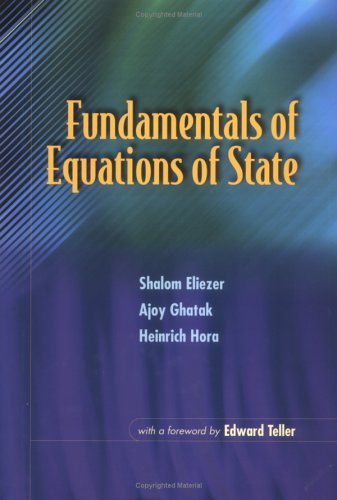 Copyrighted Material
Fundamentals of
Equations of State
Shalom Eliezer
Ajoy Ghatak
Heinrich Hora
with a foreword by Edward Teller
Copyrighted Material